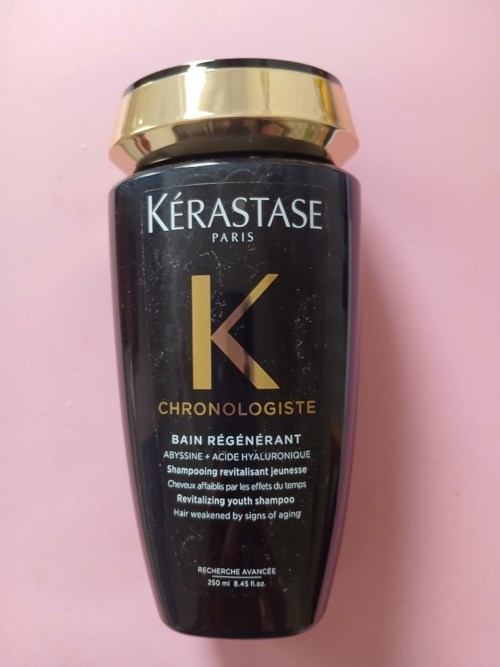 KÉRASTASE
PARIS
K
CHRONOLOGISTE
BAIN RÉGÉNÉRANT
ABYSSINE + ACIDE HYALURONIQUE
Shampooing revitalisant jeunesse
Cheveux affaiblis par les effets du temps
Revitalizing youth shampoo
Hair weakened by signs of aging
RECHERCHE AVANCÉE
250 ml 8.45 fl.oz.